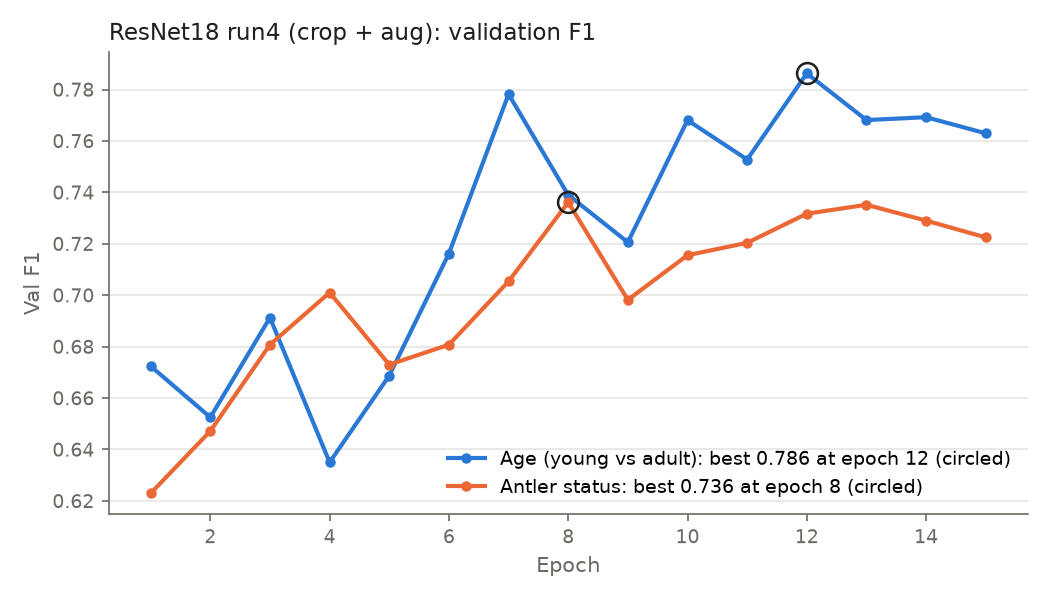 ResNet18 run4 (crop + aug): validation F1
Val F1
0.78
0.76
0.74
0.72
0.70
0.68
0.66
0.64
0.62
Age (young vs adult): best 0.786 at epoch 12 (circled)
Antler status: best 0.736 at epoch 8 (circled)
2 4 6 8 10 12 14
Epoch